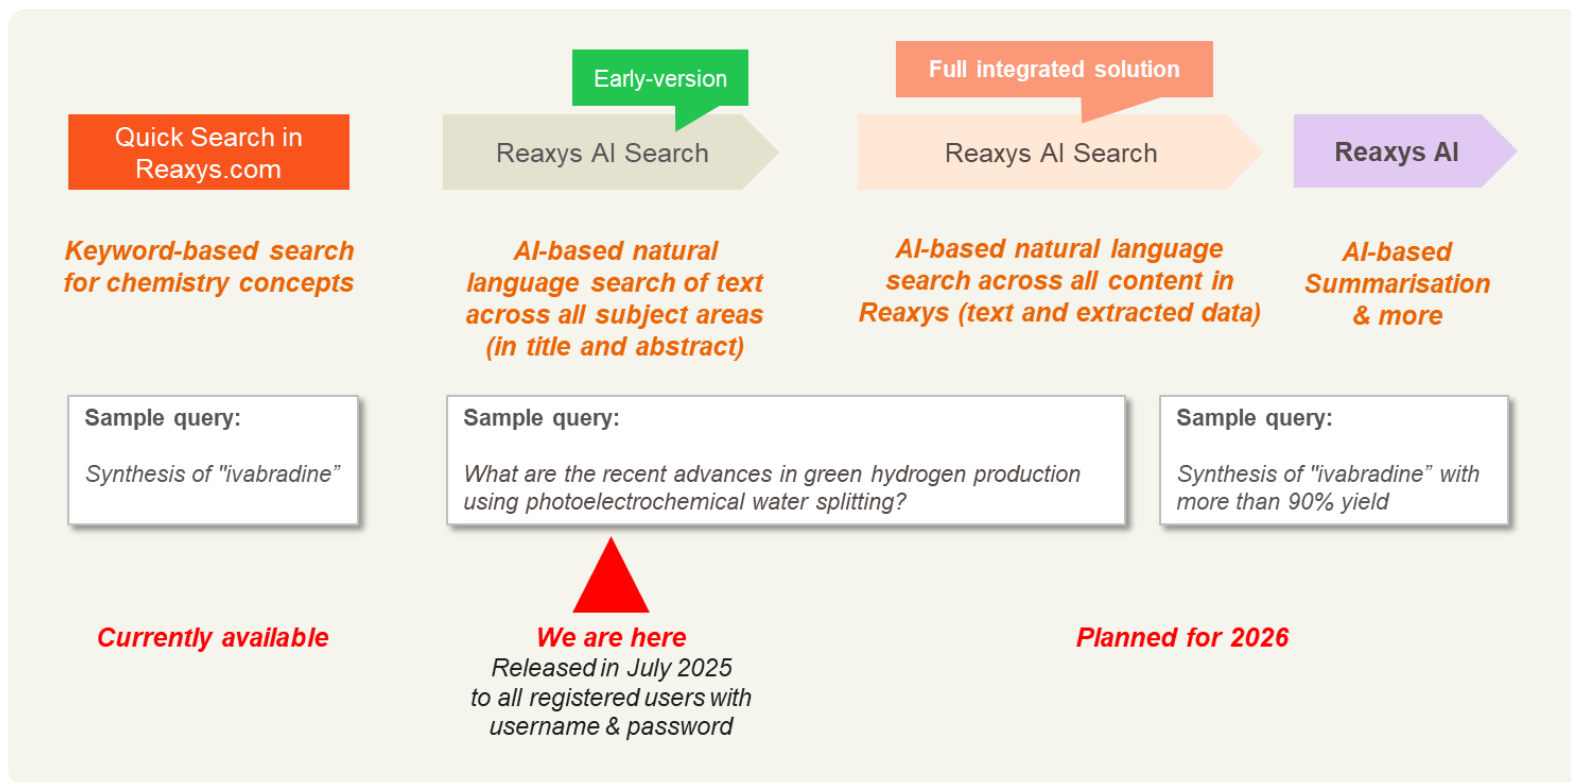 Early-version
Full integrated solution
Quick Search in
Reaxys.com
Reaxys AI Search
Reaxys AI Search
Reaxys AI
Keyword-based search
for chemistry concepts
AI-based natural
language search of text
across all subject areas
(in title and abstract)
AI-based natural language
search across all content in
Reaxys (text and extracted data)
AI-based
Summarisation
& more
Sample query:
Synthesis of "ivabradine”
Sample query:
What are the recent advances in green hydrogen production
using photoelectrochemical water splitting?
Sample query:
Synthesis of "ivabradine” with
more than 90% yield
Currently available
We are here
Released in July 2025
to all registered users with
username & password
Planned for 2026